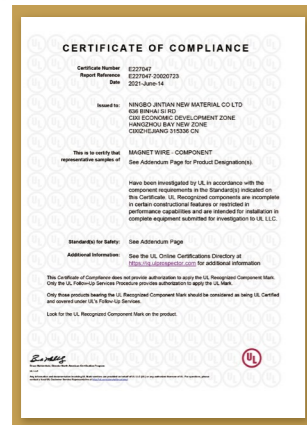 CERTIFICATE OF COMPLIANCE
Certificate Number E227047
Report Reference E227047-20020723
Date 2021-June-14
Issued to: NINGBO JINTIAN NEW MATERIAL CO LTD
636 BINHAI SI RD
CIXI ECONOMIC DEVELOPMENT ZONE
HANGZHOU BAY NEW ZONE
CIXIZHEJIANG 315336 CN
This is to certify that MAGNET WIRE - COMPONENT
representative samples of See Addendum Page for Product Designation(s).
Have been investigated by UL in accordance with the
component requirements in the Standard(s) indicated on
this Certificate. UL Recognized components are incomplete
in certain constructional features or restricted in
performance capabilities and are intended for installation in
complete equipment submitted for investigation to UL LLC.
Standard(s) for Safety: See Addendum Page
Additional Information: See the UL Online Certifications Directory at
https://iq.ulprospector.com for additional information
This Certificate of Compliance does not provide authorization to apply the UL Recognized Component Mark.
Only the UL Follow-Up Services Procedure provides authorization to apply the UL Mark.
Only those products bearing the UL Recognized Component Mark should be considered as being UL Certified
and covered under UL's Follow-Up Services.
Look for the UL Recognized Component Mark on the product.
UL